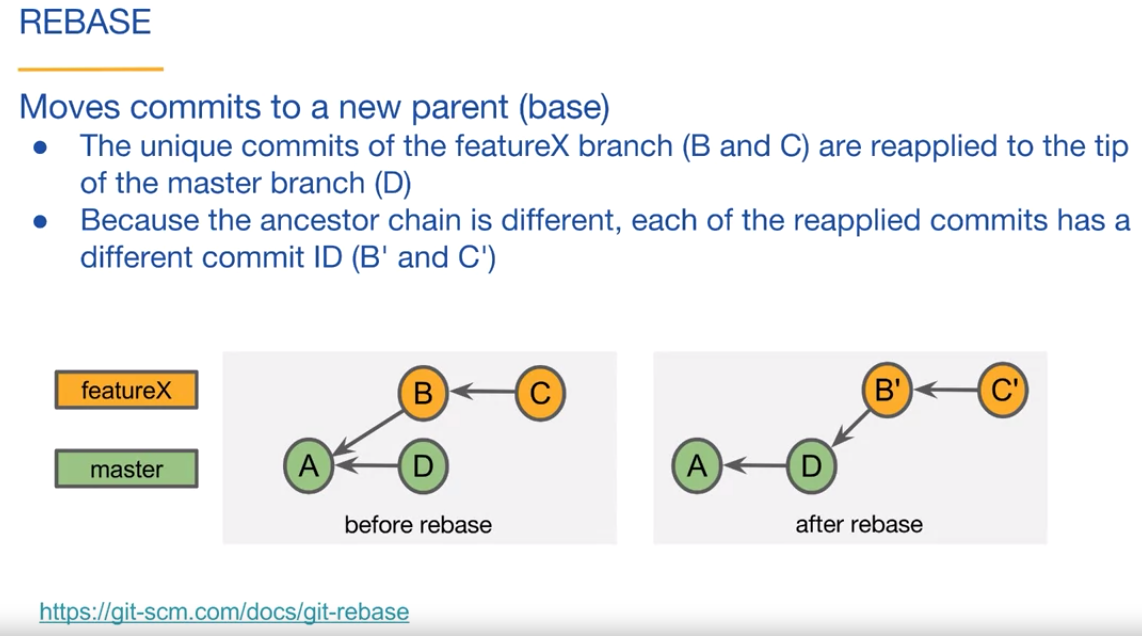 REBASE
Moves commits to a new parent (base)
● The unique commits of the featureX branch (B and C) are reapplied to the tip
of the master branch (D)
● Because the ancestor chain is different, each of the reapplied commits has a
different commit ID (B' and C')
featureX
master
B
C
A
D
before rebase
B'
C'
A
D
after rebase
https://git-scm.com/docs/git-rebase